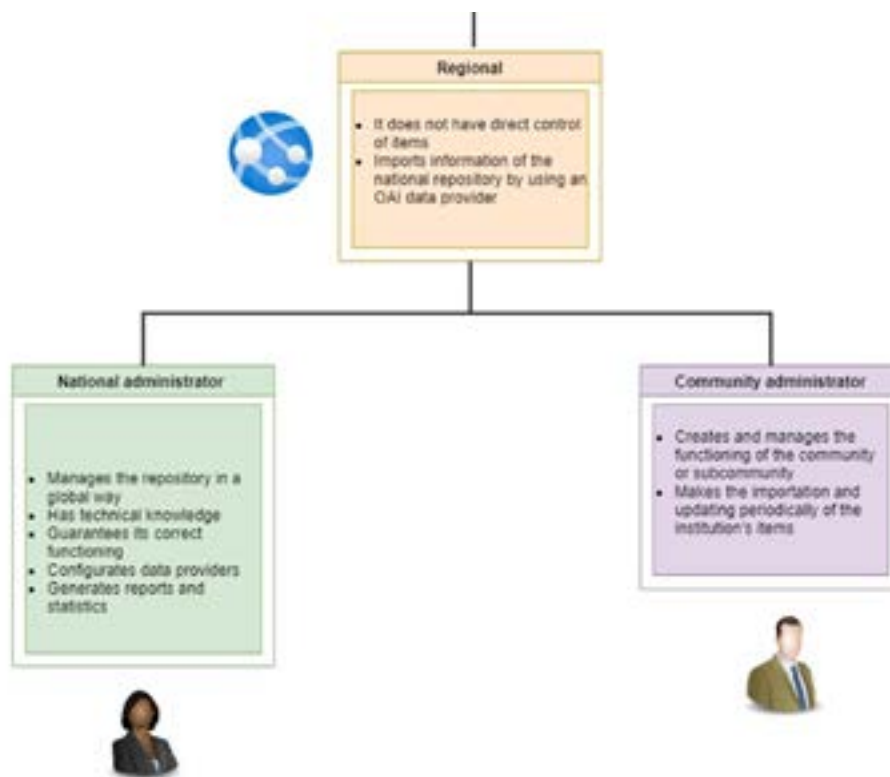 Regional
• It does not have direct control
of items
• Imports information of the
national repository by using an
OAI data provider
National administrator
• Manages the repository in a
global way
• Has technical knowledge
• Guarantees its correct
functioning
• Configurates data providers
• Generates reports and
statistics
Community administrator
• Creates and manages the
functioning of the community
or subcommunity
• Makes the importation and
updating periodically of the
institution's items